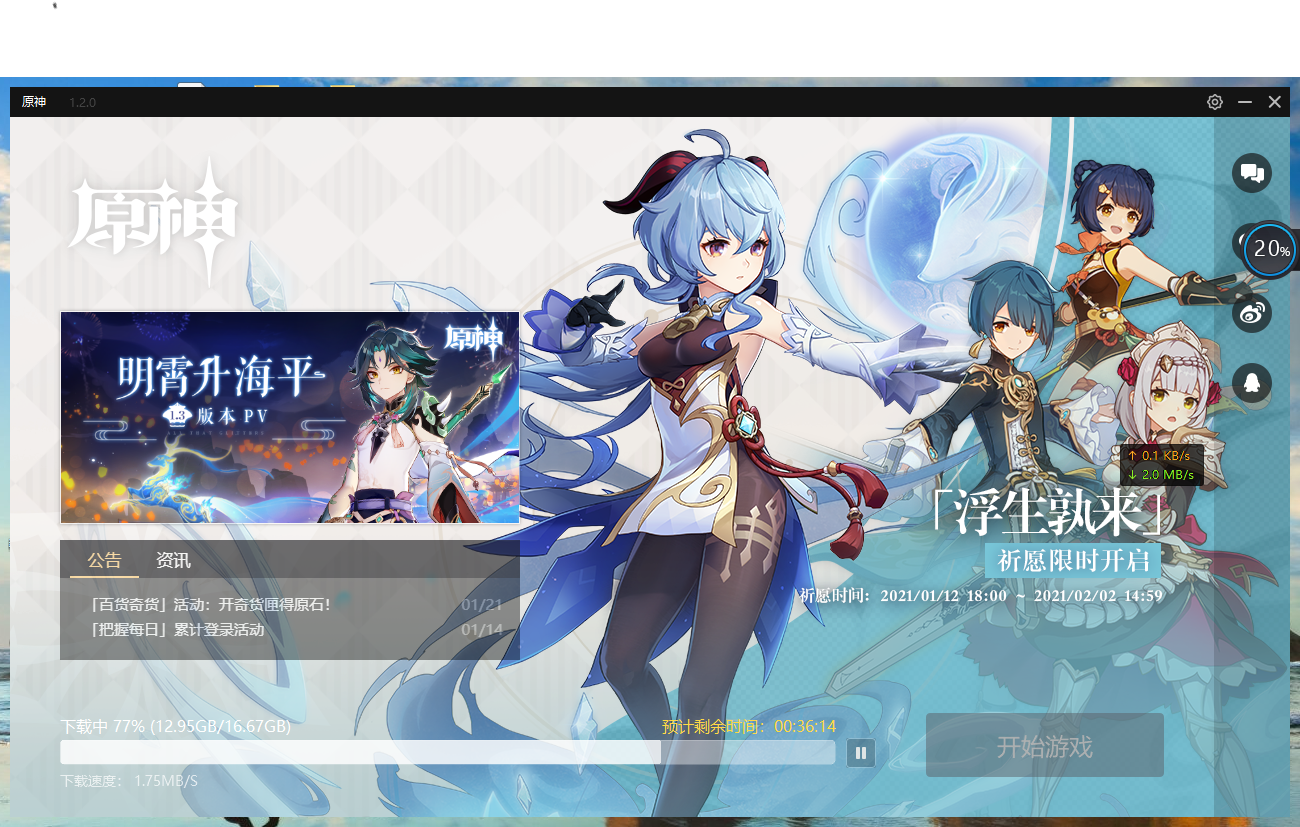 原神 1.2.0
原神
20%
原神
明霄升海平
1.3 版本 PV
公告 资讯
「百货奇货」活动：开奇货匣得原石！ 01/21
「把握每日」累计登录活动 01/14
↑ 0.1 KB/s
↓ 2.0 MB/s
「浮生孰来」
祈愿限时开启
祈愿时间：2021/01/12 18:00 ~ 2021/02/02 14:59
下载中 77% (12.95GB/16.67GB) 预计剩余时间：00:36:14
下载速度： 1.75MB/S
开始游戏